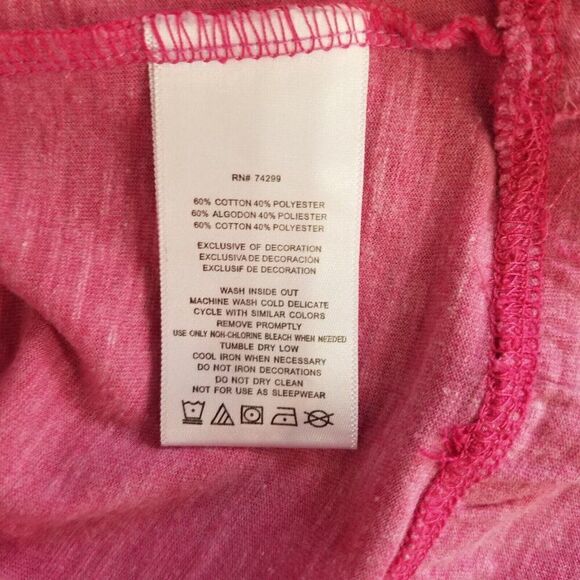 RN# 74299
60% COTTON 40% POLYESTER
60% ALGODON 40% POLIESTER
60% COTTON 40% POLYESTER
EXCLUSIVE OF DECORATION
EXCLUSIVA DE DECORACIÓN
EXCLUSIF DE DECORATION
WASH INSIDE OUT
MACHINE WASH COLD DELICATE
CYCLE WITH SIMILAR COLORS
REMOVE PROMPTLY
USE ONLY NON-CHLORINE BLEACH WHEN NEEDED
TUMBLE DRY LOW
COOL IRON WHEN NECESSARY
DO NOT IRON DECORATIONS
DO NOT DRY CLEAN
NOT FOR USE AS SLEEPWEAR